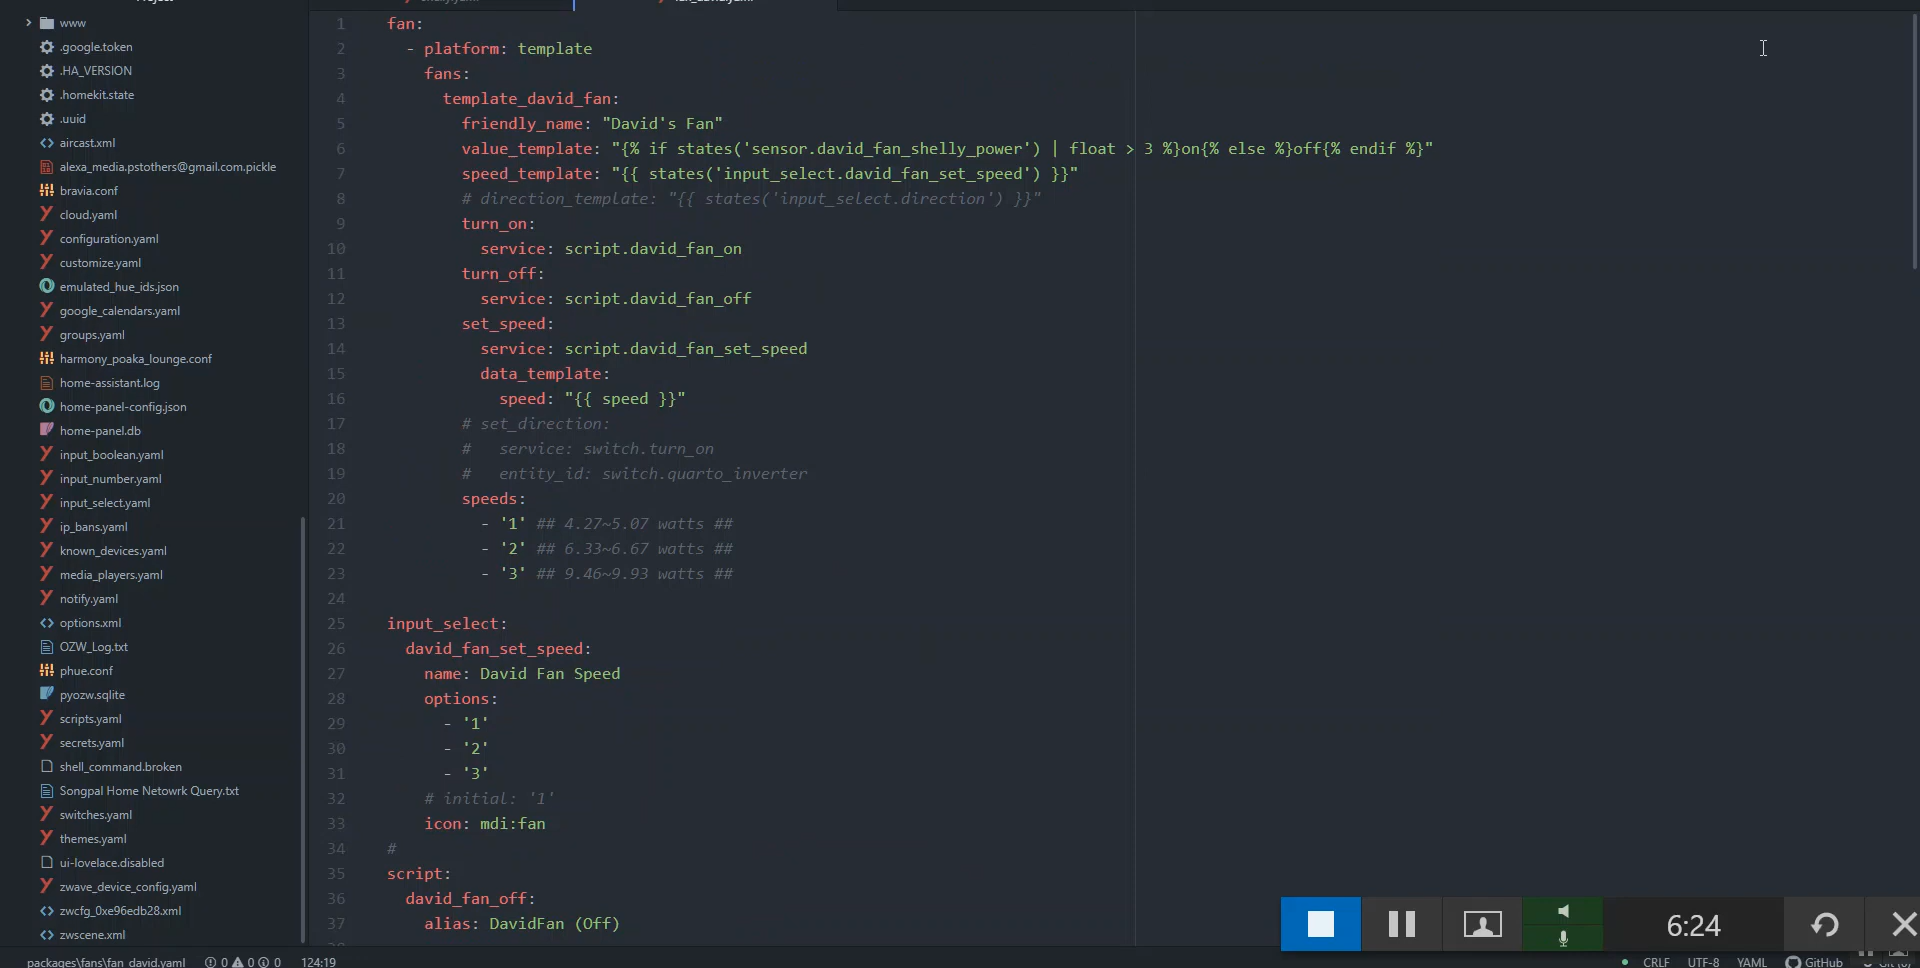 www
.google.token
.HA_VERSION
.homekit.state
.uuid
aircast.xml
alexa_media.pstothers@gmail.com.pickle
bravia.conf
cloud.yaml
configuration.yaml
customize.yaml
emulated_hue_ids.json
google_calendars.yaml
groups.yaml
harmony_poaka_lounge.conf
home-assistant.log
home-panel-config.json
home-panel.db
input_boolean.yaml
input_number.yaml
input_select.yaml
ip_bans.yaml
known_devices.yaml
media_players.yaml
notify.yaml
options.xml
OZW_Log.txt
phue.conf
pyozw.sqlite
scripts.yaml
secrets.yaml
shell_command.broken
Songpal Home Netowrk Query.txt
switches.yaml
themes.yaml
ui-lovelace.disabled
zwave_device_config.yaml
zwcfg_0xe96edb28.xml
zwscene.xml
1 fan:
2 - platform: template
3 fans:
4 template_david_fan:
5 friendly_name: "David's Fan"
6 value_template: "{% if states('sensor.david_fan_shelly_power') | float > 3 %}on{% else %}off{% endif %}"
7 speed_template: "{{ states('input_select.david_fan_set_speed') }}"
8 # direction_template: "{{ states('input_select.direction') }}"
9 turn_on:
10 service: script.david_fan_on
11 turn_off:
12 service: script.david_fan_off
13 set_speed:
14 service: script.david_fan_set_speed
15 data_template:
16 speed: "{{ speed }}"
17 # set_direction:
18 # service: switch.turn_on
19 # entity_id: switch.quarto_inverter
20 speeds:
21 - '1' ## 4.27~5.07 watts ##
22 - '2' ## 6.33~6.67 watts ##
23 - '3' ## 9.46~9.93 watts ##
24
25 input_select:
26 david_fan_set_speed:
27 name: David Fan Speed
28 options:
29 - '1'
30 - '2'
31 - '3'
32 # initial: '1'
33 icon: mdi:fan
34 #
35 script:
36 david_fan_off:
37 alias: DavidFan (Off)
6:24
packages\fans\fan_david.yaml 0 0 0 124:19
CRLF UTF-8 YAML GitHub